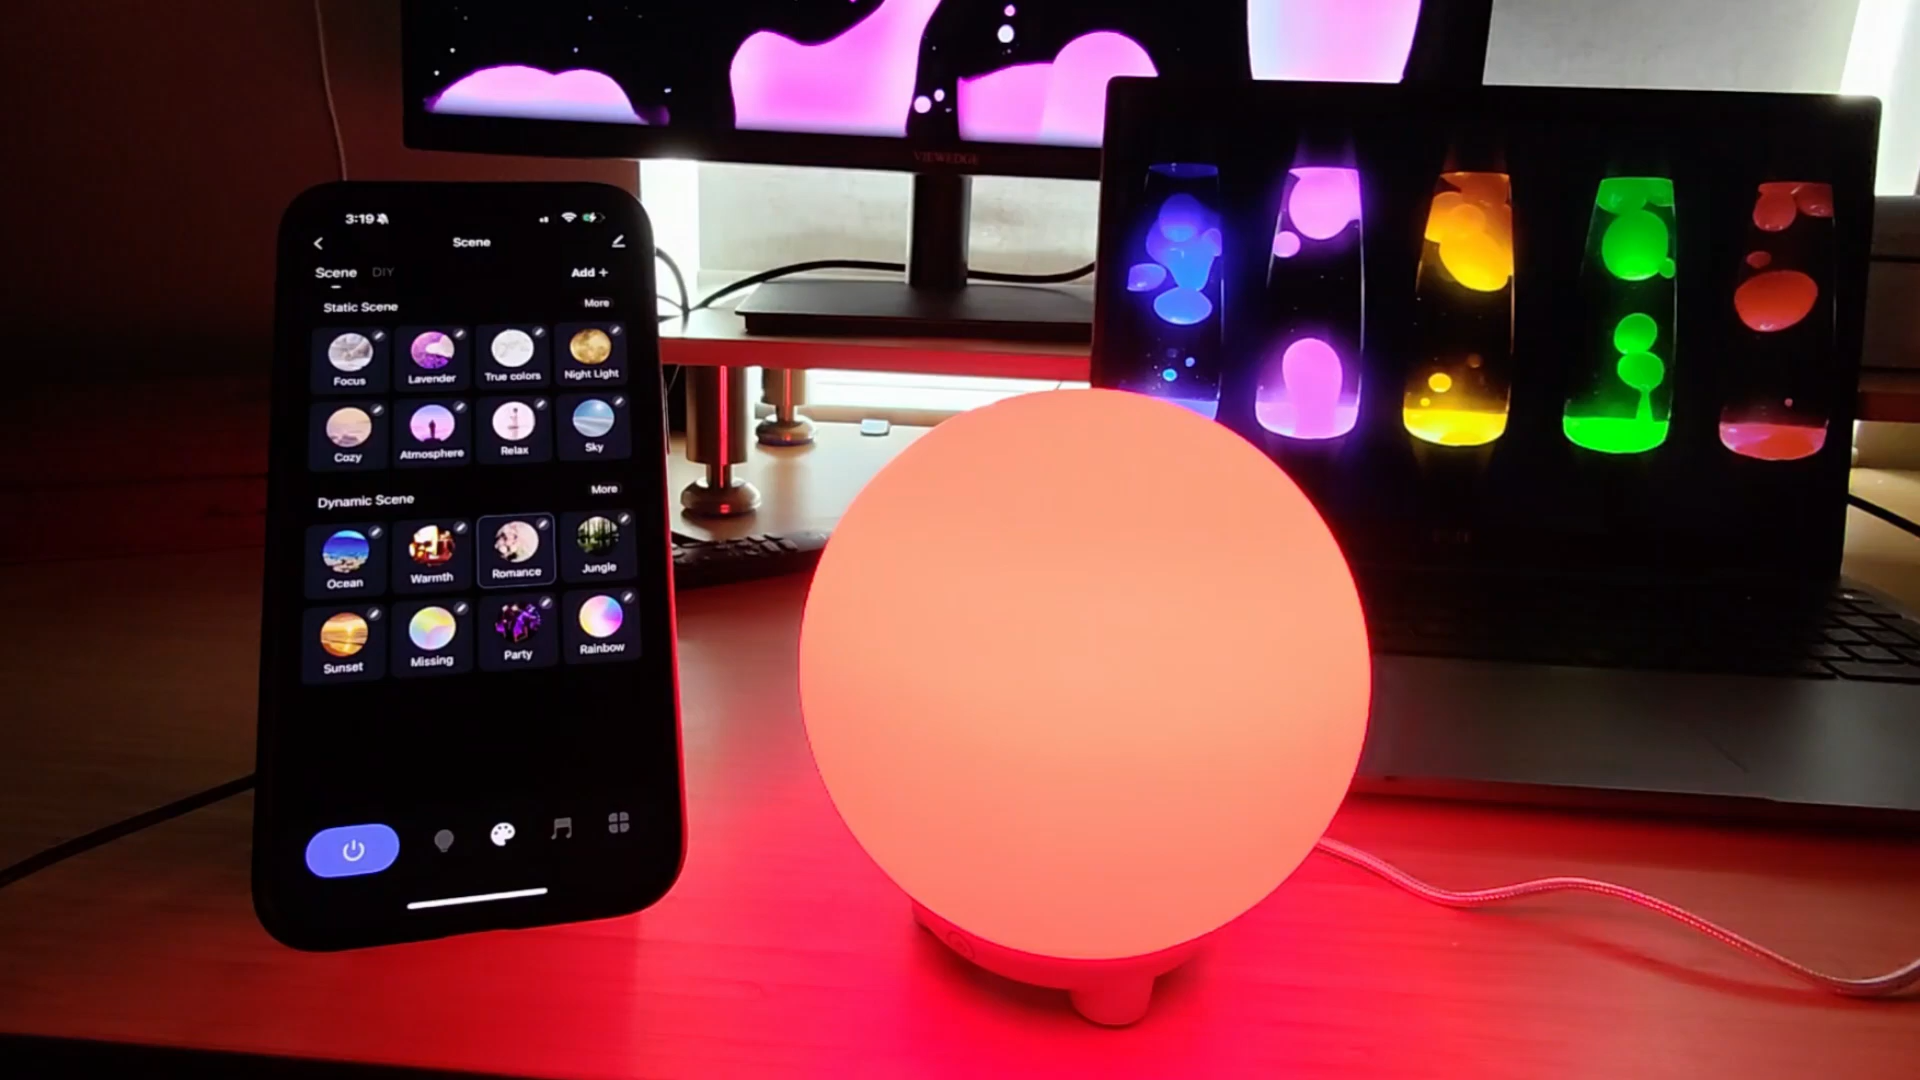 VIEWEDGE
3:19
Scene
Scene DIY Add +
Static Scene More
Focus Lavender True colors Night Light
Cozy Atmosphere Relax Sky
Dynamic Scene More
Ocean Warmth Romance Jungle
Sunset Missing Party Rainbow